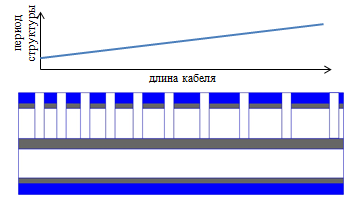 период
структуры
длина кабеля